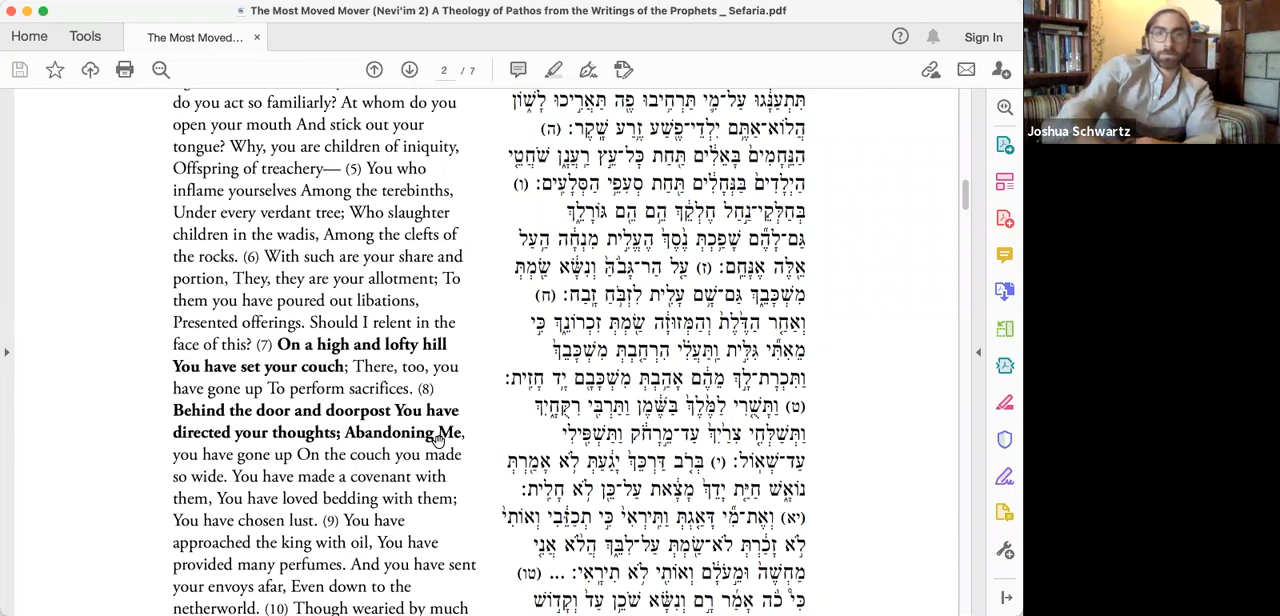 The Most Moved Mover (Nevi'im 2) A Theology of Pathos from the Writings of the Prophets _ Sefaria.pdf
Home Tools The Most Moved... × Sign In
2 / 7
do you act so familiarly? At whom do you
open your mouth And stick out your
tongue? Why, you are children of iniquity,
Offspring of treachery— (5) You who
inflame yourselves Among the terebinths,
Under every verdant tree; Who slaughter
children in the wadis, Among the clefts of
the rocks. (6) With such are your share and
portion, They, they are your allotment; To
them you have poured out libations,
Presented offerings. Should I relent in the
face of this? (7) On a high and lofty hill
You have set your couch; There, too, you
have gone up To perform sacrifices. (8)
Behind the door and doorpost You have
directed your thoughts; Abandoning Me,
you have gone up On the couch you made
so wide. You have made a covenant with
them, You have loved bedding with them;
You have chosen lust. (9) You have
approached the king with oil, You have
provided many perfumes. And you have sent
your envoys afar, Even down to the
netherworld. (10) Though wearied by much
תִּתְעַנָּ֔גוּ עַל־מִ֛י תַּרְחִ֥יבוּ פֶ֖ה תַּאֲרִ֣יכוּ לָשׁ֑וֹן
הֲלוֹא־אַתֶּ֥ם יִלְדֵי־פֶ֖שַׁע זֶ֥רַע שָֽׁקֶר׃ (ה)
הַנֵּֽחָמִים֙ בָּֽאֵלִ֔ים תַּ֖חַת כׇּל־עֵ֣ץ רַעֲנָ֑ן שֹׁחֲטֵ֤י
הַיְלָדִים֙ בַּנְּחָלִ֔ים תַּ֖חַת סְעִפֵ֥י הַסְּלָעִֽים׃ (ו)
בְּחַלְּקֵי־נַ֣חַל חֶלְקֵ֔ךְ הֵ֥ם הֵ֖ם גּוֹרָלֵ֑ךְ
גַּם־לָהֶ֞ם שָׁפַ֥כְתְּ נֶ֙סֶךְ֙ הֶעֱלִ֣ית מִנְחָ֔ה הַ֥עַל
אֵ֖לֶּה אֶנָּחֵֽם׃ (ז) עַ֤ל הַר־גָּבֹ֙הַּ֙ וְנִשָּׂ֔א שַׂ֖מְתְּ
מִשְׁכָּבֵ֑ךְ גַּם־שָׁ֥ם עָלִ֖ית לִזְבֹּ֥חַ זָֽבַח׃ (ח)
וְאַחַ֤ר הַדֶּ֙לֶת֙ וְהַמְּזוּזָ֔ה שַׂ֖מְתְּ זִכְרוֹנֵ֑ךְ כִּ֣י
מֵאִתִּ֞י גִּלִּ֣ית וַֽתַּעֲלִ֗י הִרְחַ֤בְתְּ מִשְׁכָּבֵךְ֙
וַתִּכְרׇת־לָ֣ךְ מֵהֶ֔ם אָהַ֥בְתְּ מִשְׁכָּבָ֖ם יָ֥ד חָזִֽית׃
(ט) וַתָּשֻׁ֤רִי לַמֶּ֙לֶךְ֙ בַּשֶּׁ֔מֶן וַתַּרְבִּ֖י רִקֻּחָ֑יִךְ
וַתְּשַׁלְּחִ֤י צִרַ֙יִךְ֙ עַד־מֵ֣רָחֹ֔ק וַתַּשְׁפִּ֖ילִי
עַד־שְׁאֽוֹל׃ (י) בְּרֹ֤ב דַּרְכֵּךְ֙ יָגַ֔עַתְּ לֹ֥א אָמַ֖רְתְּ
נוֹאָ֑שׁ חַיַּ֤ת יָדֵךְ֙ מָצָ֔את עַל־כֵּ֖ן לֹ֥א חָלִֽית׃
(יא) וְאֶת־מִ֞י דָּאַ֤גְתְּ וַתִּֽירְאִי֙ כִּ֣י תְכַזֵּ֔בִי וְאוֹתִי֙
לֹ֣א זָכַ֔רְתְּ לֹא־שַׂ֖מְתְּ עַל־לִבֵּ֑ךְ הֲלֹ֨א אֲנִ֤י
מַחְשֶׁה֙ וּמֵ֣עֹלָ֔ם וְאוֹתִ֖י לֹ֥א תִירָֽאִי׃ ... (טו)
כִּי֩ כֹ֨ה אָמַ֜ר רָ֣ם וְנִשָּׂ֗א שֹׁכֵ֥ן עַד֙ וְקָד֣וֹשׁ
Joshua Schwartz